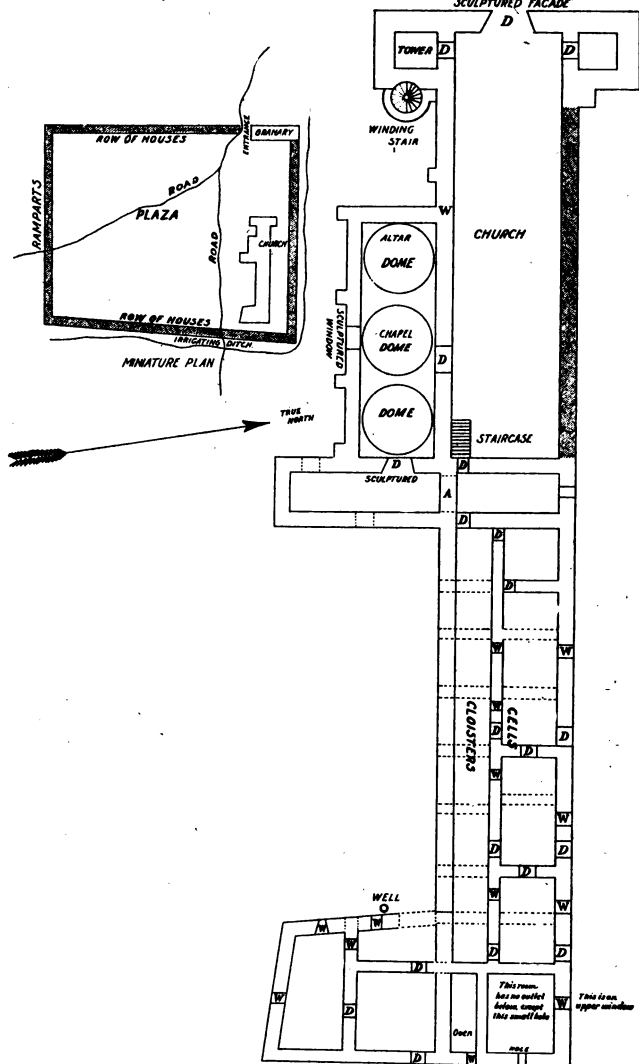 SCULPTURED FACADE
D
TOWER
D
D
WINDING
STAIR
W
CHURCH
ALTAR
DOME
CHAPEL
DOME
DOME
SCULPTURED
WINDOW
D
STAIRCASE
D
D
SCULPTURED
A
D
ROW OF HOUSES
ENTRANCE
GRANARY
RAMPARTS
ROAD
PLAZA
ROAD
CHURCH
ROW OF HOUSES
IRRIGATING DITCH
MINIATURE PLAN
TRUE
NORTH
D
D
W
W
W
CLOISTERS
CELLS
D
D
D
W
W
D
D
D
W
W
D
D
WELL
W
W
W
D
W
D
D
Oven
W
This room
has no outlet
below, except
this small hole
HOLE
W
This is an
upper window